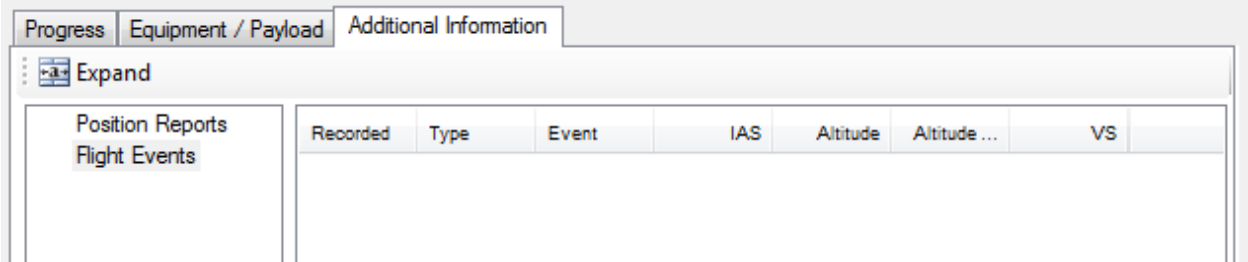 Progress Equipment / Payload Additional Information
a Expand
Position Reports
Flight Events
Recorded Type Event IAS Altitude Altitude ... VS